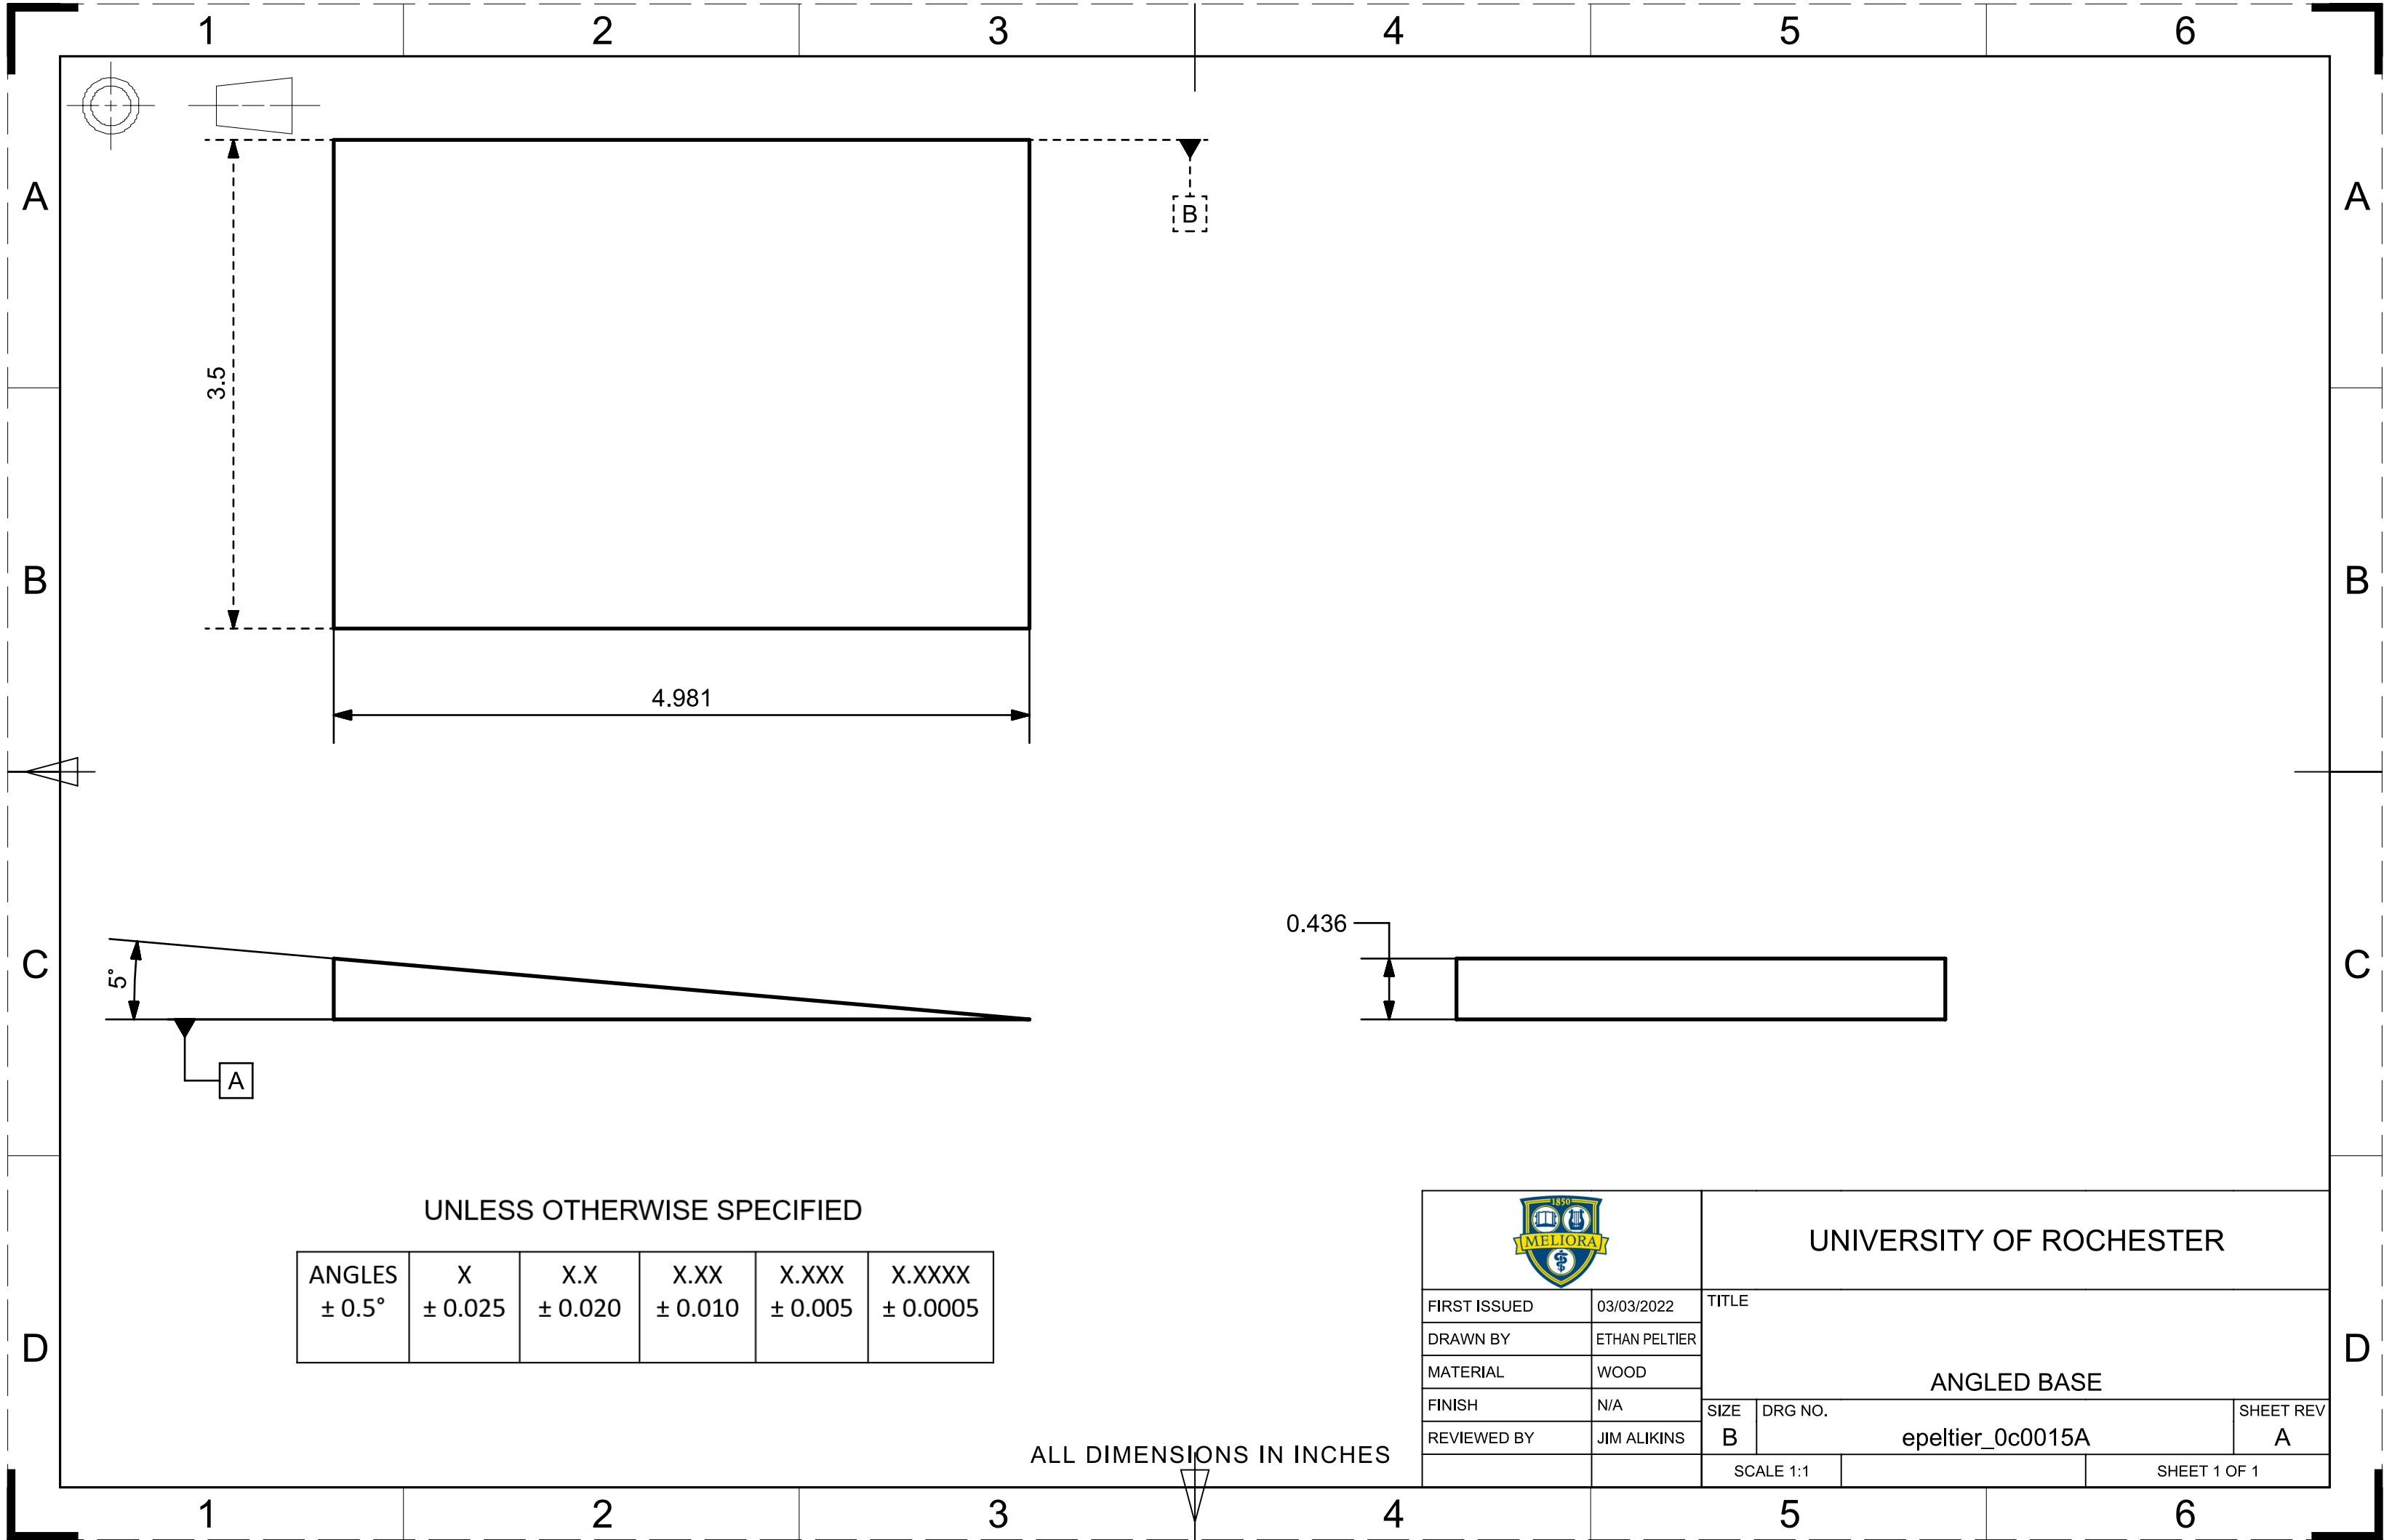 1 2 3 4 5 6
A A
B
3.5
B B
4.981
0.436
C C
5°
A
UNLESS OTHERWISE SPECIFIED
ANGLES X X.X X.XX X.XXX X.XXXX
± 0.5° ± 0.025 ± 0.020 ± 0.010 ± 0.005 ± 0.0005
D D
1850
MELIORA
UNIVERSITY OF ROCHESTER
FIRST ISSUED 03/03/2022
DRAWN BY ETHAN PELTIER
MATERIAL WOOD
FINISH N/A
REVIEWED BY JIM ALIKINS
TITLE
ANGLED BASE
SIZE DRG NO. SHEET REV
B epeltier_0c0015A A
SCALE 1:1 SHEET 1 OF 1
ALL DIMENSIONS IN INCHES
1 2 3 4 5 6